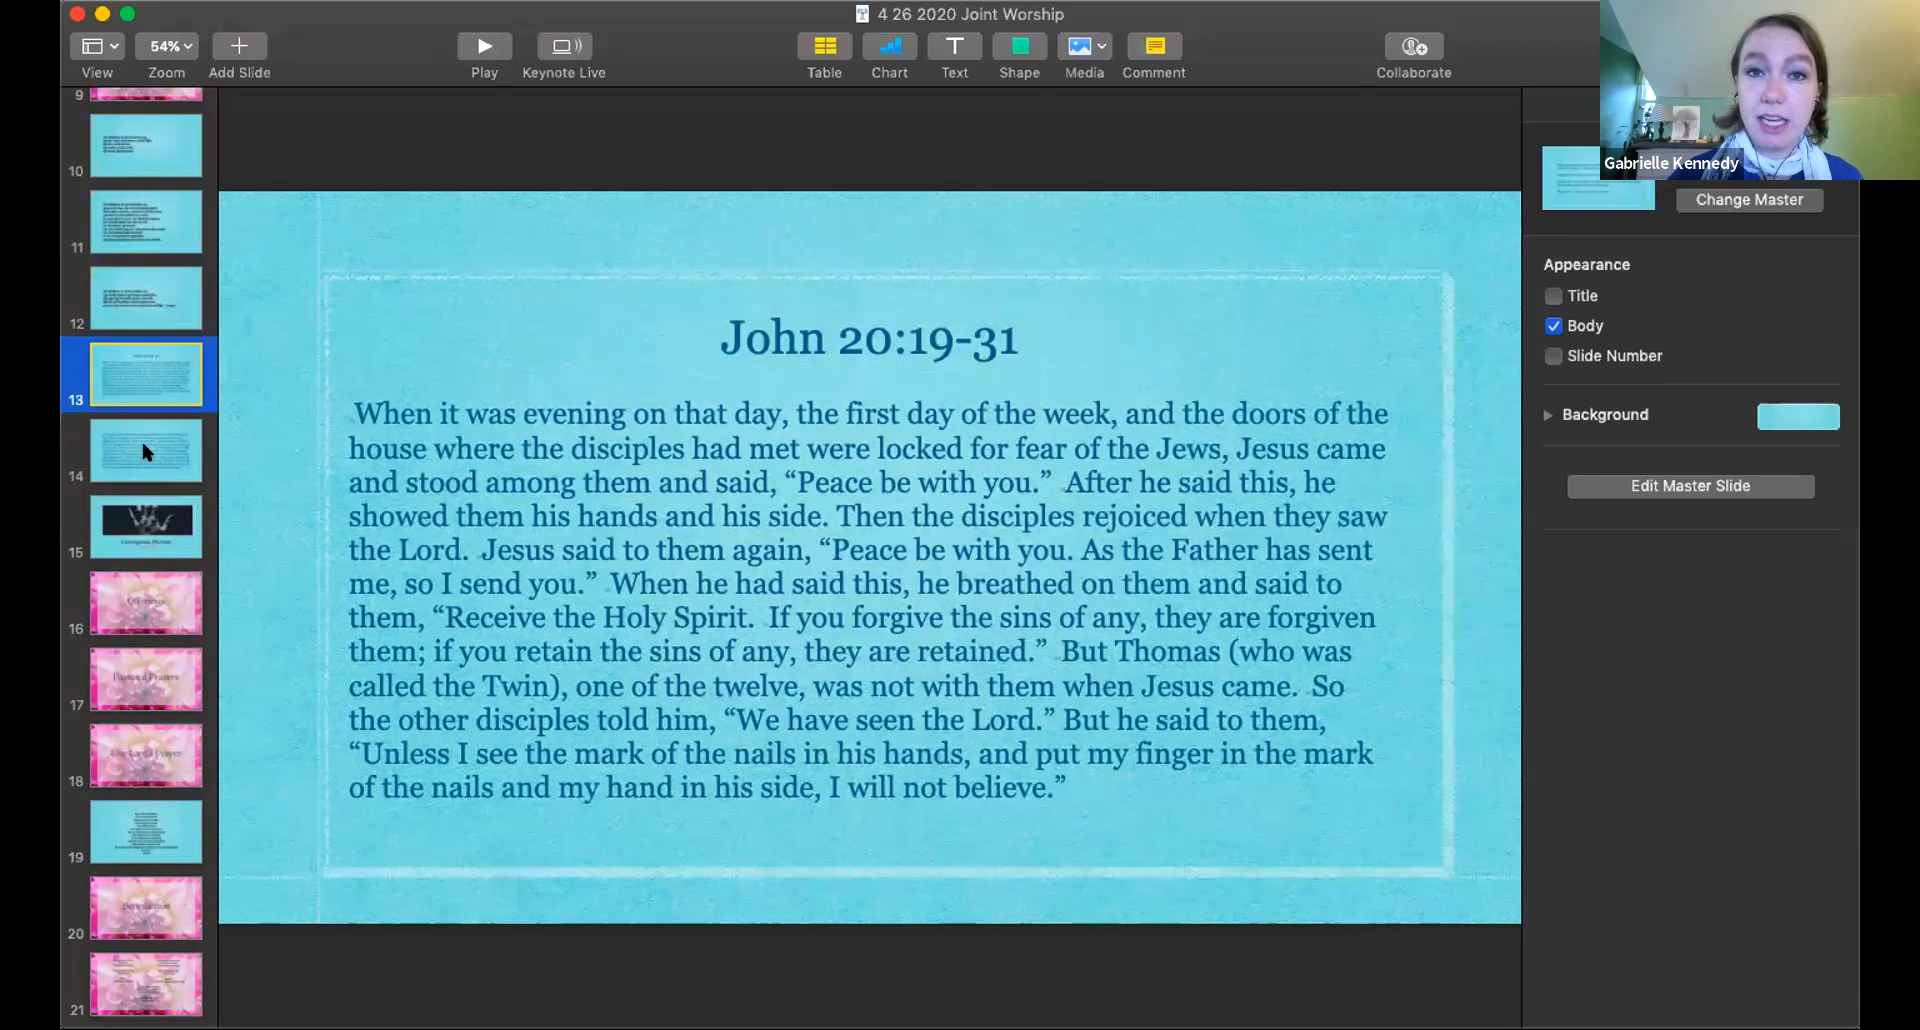 4 26 2020 Joint Worship
54%
View
Zoom
Add Slide
Play
Keynote Live
Table
Chart
Text
Shape
Media
Comment
Collaborate
Gabrielle Kennedy
9
10
11
12
13
14
15
16
17
Pastoral Prayers
18
The Lord's Prayer
19
20
Benediction
21
John 20:19-31
When it was evening on that day, the first day of the week, and the doors of the
house where the disciples had met were locked for fear of the Jews, Jesus came
and stood among them and said, “Peace be with you.”  After he said this, he
showed them his hands and his side. Then the disciples rejoiced when they saw
the Lord.  Jesus said to them again, “Peace be with you. As the Father has sent
me, so I send you.”  When he had said this, he breathed on them and said to
them, “Receive the Holy Spirit.  If you forgive the sins of any, they are forgiven
them; if you retain the sins of any, they are retained.”  But Thomas (who was
called the Twin), one of the twelve, was not with them when Jesus came.  So
the other disciples told him, “We have seen the Lord.” But he said to them,
“Unless I see the mark of the nails in his hands, and put my finger in the mark
of the nails and my hand in his side, I will not believe.”
Change Master
Appearance
Title
Body
Slide Number
Background
Edit Master Slide